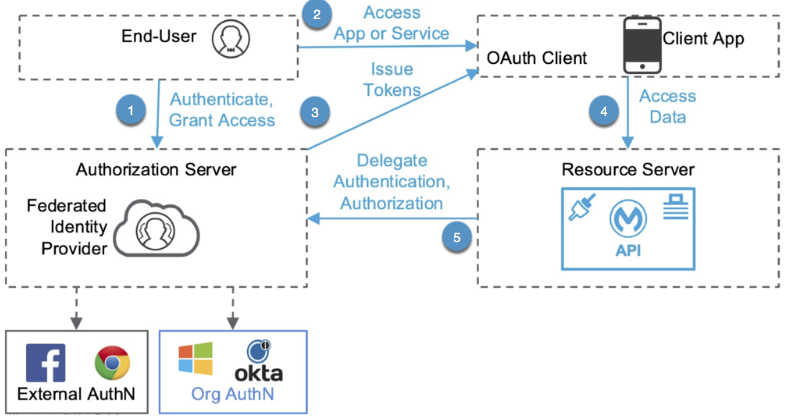 End-User
2
Access
App or Service
OAuth Client
Client App
1
Authenticate,
Grant Access
3
Issue
Tokens
4
Access
Data
Authorization Server
Federated
Identity
Provider
Delegate
Authentication,
Authorization
5
Resource Server
API
f
External AuthN
okta
Org AuthN